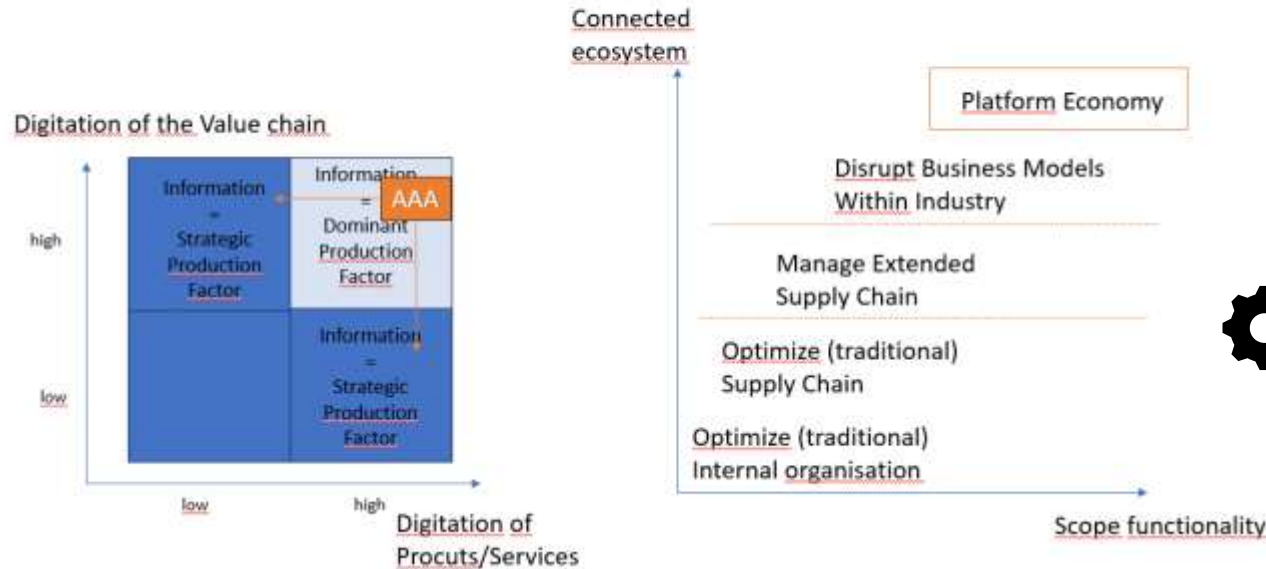 Digitation of the Value chain
high
low
Information
=
Strategic
Production
Factor
Information
=
Dominant
Production
Factor
AAA
Information
=
Strategic
Production
Factor
low
high
Digitation of
Procuts/Services
Connected
ecosystem
Platform Economy
Disrupt Business Models
Within Industry
Manage Extended
Supply Chain
Optimize (traditional)
Supply Chain
Optimize (traditional)
Internal organisation
Scope functionality